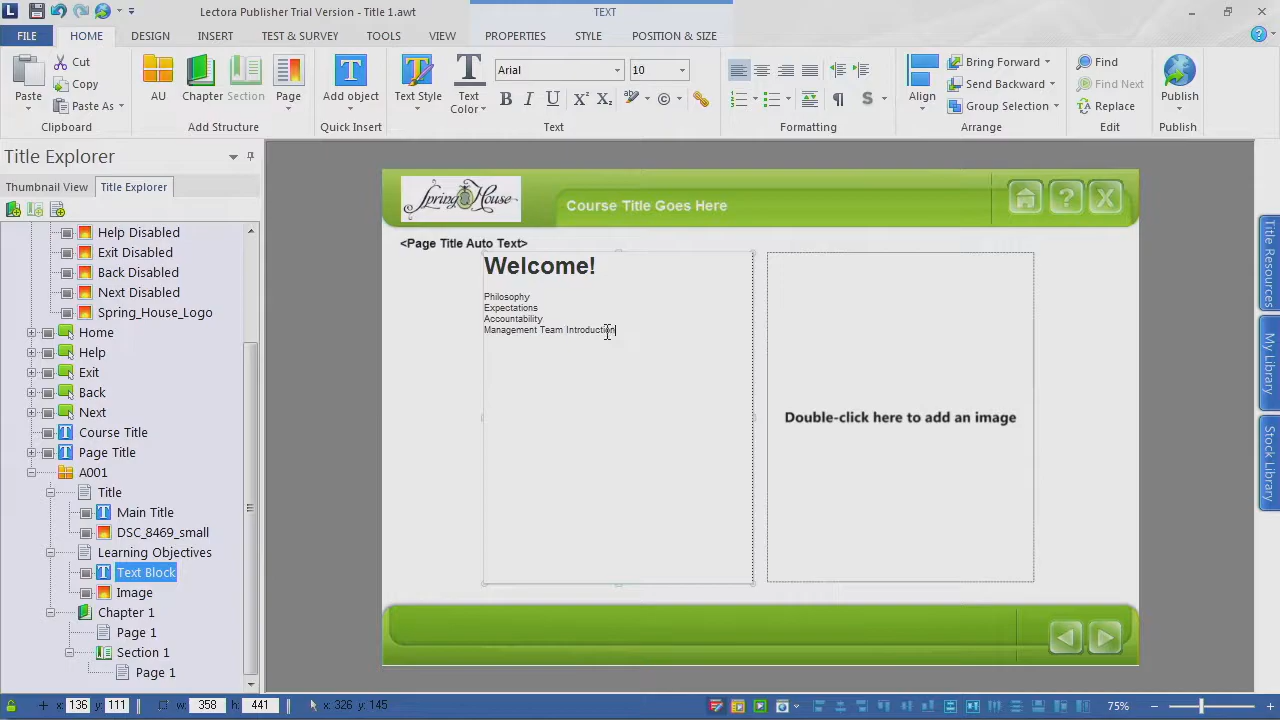 Lectora Publisher Trial Version - Title 1.awt
TEXT
FILE HOME DESIGN INSERT TEST & SURVEY TOOLS VIEW PROPERTIES STYLE POSITION & SIZE
Paste Cut Copy Paste As
Clipboard
AU Chapter Section Page
Add Structure
Add object
Quick Insert
Text Style Text Color Arial 10
B I U X² X₂
Text
Formatting
Align Bring Forward Send Backward Group Selection
Arrange
Find Find Next Replace
Edit
Publish
Publish
Title Explorer
Thumbnail View Title Explorer
Help Disabled
Exit Disabled
Back Disabled
Next Disabled
Spring_House_Logo
Home
Help
Exit
Back
Next
Course Title
Page Title
A001
Title
Main Title
DSC_8469_small
Learning Objectives
Text Block
Image
Chapter 1
Page 1
Section 1
Page 1
Spring House
Course Title Goes Here
? X
<Page Title Auto Text>
Welcome!
Philosophy
Expectations
Accountability
Management Team Introduction
Double-click here to add an image
Title Resources
My Library
Stock Library
x: 136 y: 111 w: 358 h: 441 x: 326 y: 145 75%